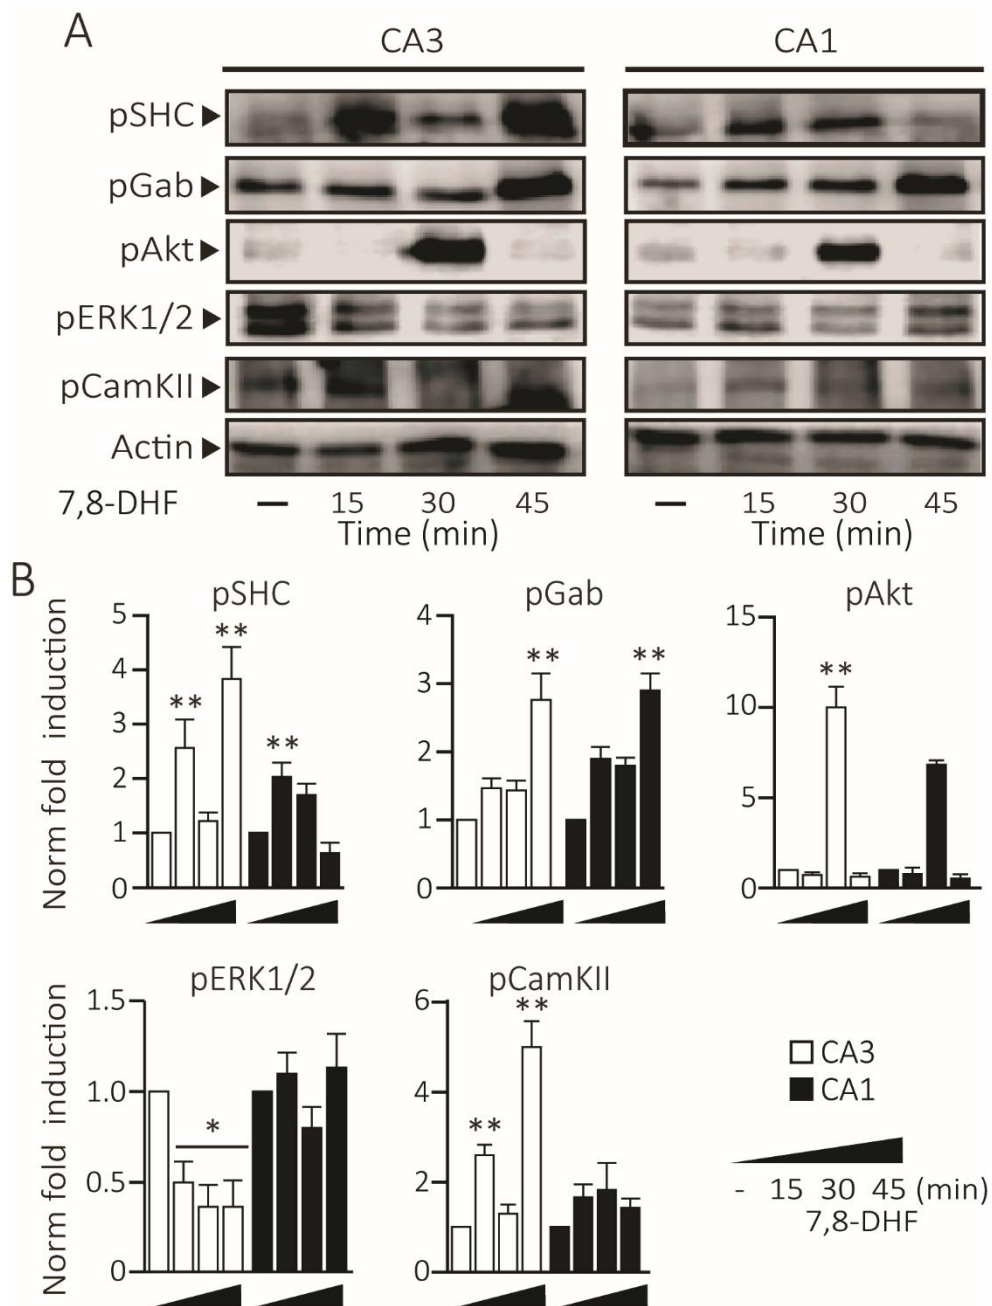 A
CA3 CA1
pSHC
pGab
pAkt
pERK1/2
pCamKII
Actin
7,8-DHF — 15 30 45 — 15 30 45
Time (min) Time (min)
B
pSHC pGab pAkt
Norm fold induction
5 4 3 2 1 0
** ** **
4 3 2 1 0
** **
15 10 5 0
**
pERK1/2 pCamKII
Norm fold induction
1.5 1.0 0.5 0
*
6 4 2 0
** **
CA3
CA1
- 15 30 45 (min)
7,8-DHF